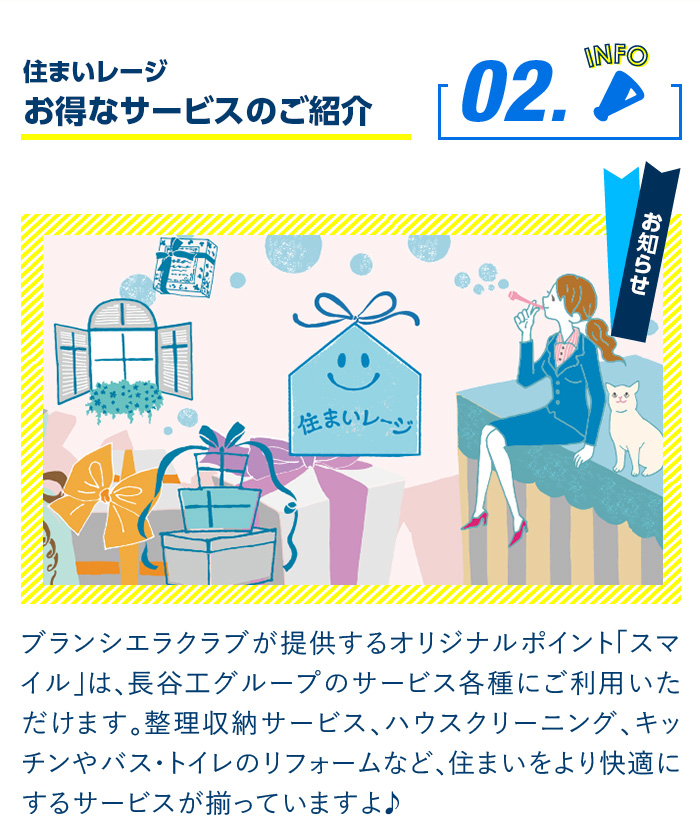 住まいレージ
お得なサービスのご紹介
02.
INFO
お知らせ
住まいレージ
ブランシエラクラブが提供するオリジナルポイント「スマ
イル」は、長谷工グループのサービス各種にご利用いた
だけます。整理収納サービス、ハウスクリーニング、キッ
チンやバス・トイレのリフォームなど、住まいをより快適に
するサービスが揃っていますよ♪